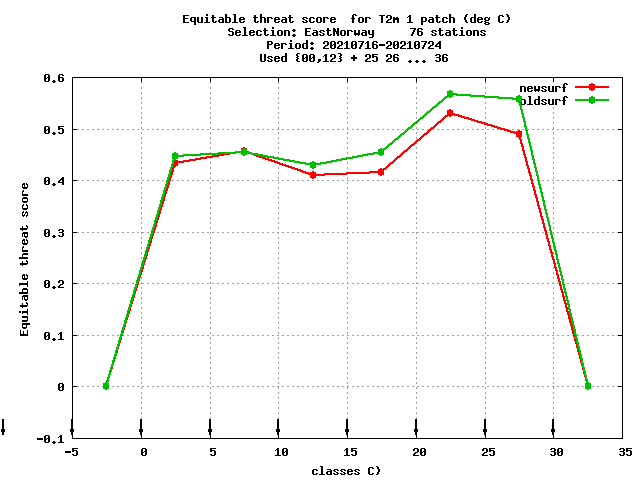 Equitable threat score  for T2m 1 patch (deg C)
Selection: EastNorway     76 stations
Period: 20210716-20210724
Used {00,12} + 25 26 ... 36
newsurf
oldsurf
0.6
0.5
0.4
0.3
0.2
0.1
0
-0.1
Equitable threat score
-5 0 5 10 15 20 25 30 35
classes C)